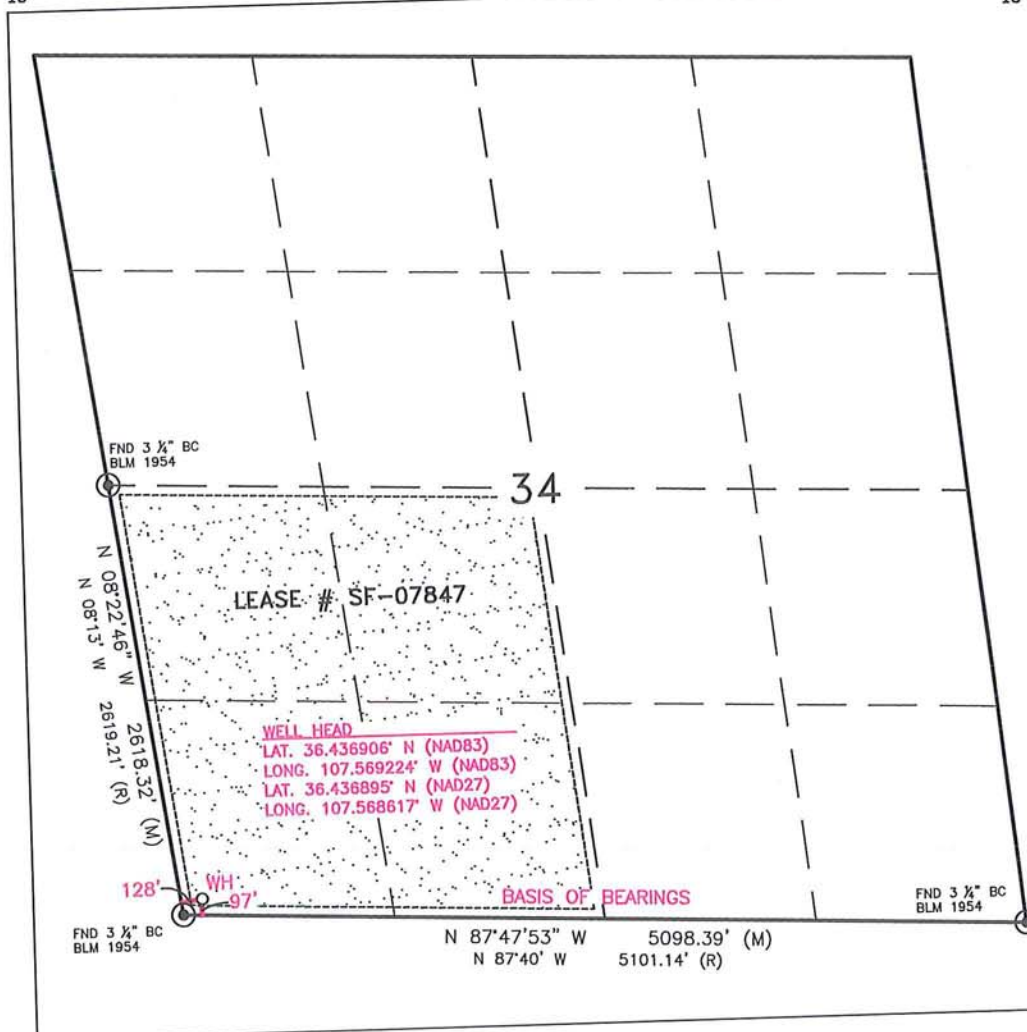 FND 3 ¼" BC
BLM 1954
34
N 08°22'46" W 2618.32' (M)
N 08°13' W 2619.21' (R)
LEASE # SF-07847
WELL HEAD
LAT. 36.436906° N (NAD83)
LONG. 107.569224° W (NAD83)
LAT. 36.436895° N (NAD27)
LONG. 107.568617° W (NAD27)
128'
WH
97'
BASIS OF BEARINGS
FND 3 ¼" BC
BLM 1954
FND 3 ¼" BC
BLM 1954
N 87°47'53" W 5098.39' (M)
N 87°40' W 5101.14' (R)